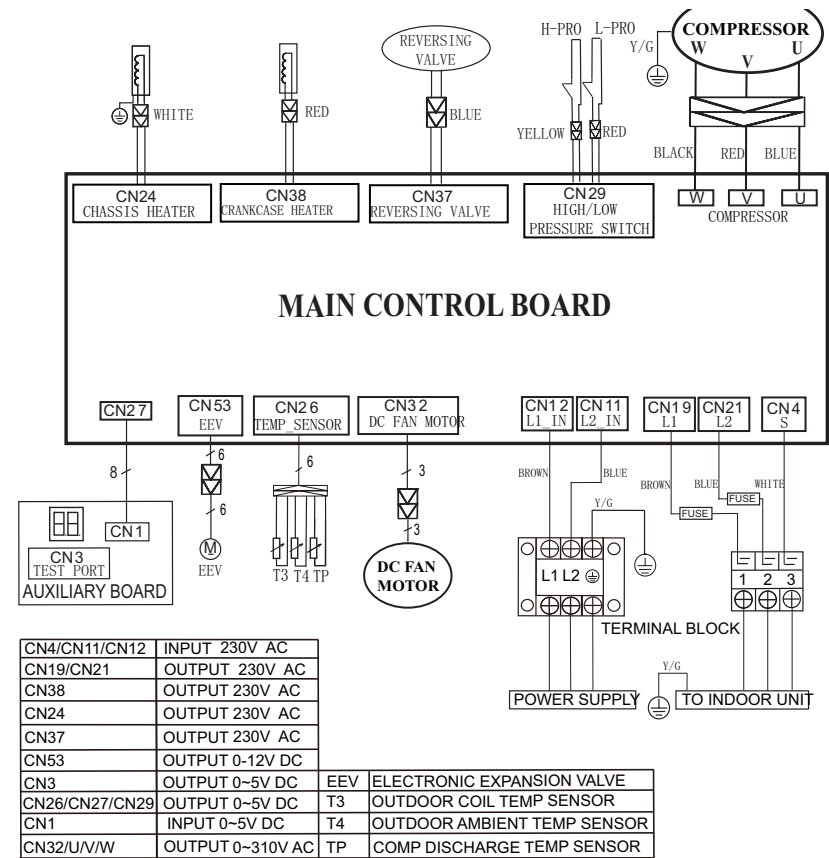 H-PRO L-PRO
COMPRESSOR
W V U
REVERSING
VALVE
Y/G
WHITE
RED
BLUE
YELLOW
RED
BLACK RED BLUE
CN24
CHASSIS HEATER
CN38
CRANKCASE HEATER
CN37
REVERSING VALVE
CN29
HIGH/LOW
PRESSURE SWITCH
W V U
COMPRESSOR
MAIN CONTROL BOARD
CN27
CN53
EEV
CN26
TEMP_SENSOR
CN32
DC FAN MOTOR
CN12
L1_IN
CN11
L2_IN
CN19
L1
CN21
L2
CN4
S
8
6
6
3
BROWN
BLUE
BROWN
BLUE
WHITE
FUSE
FUSE
Y/G
6
3
CN1
CN3
TEST PORT
AUXILIARY BOARD
M
EEV
T3 T4 TP
DC FAN
MOTOR
L1 L2
1 2 3
TERMINAL BLOCK
Y/G
POWER SUPPLY
TO INDOOR UNIT
CN4/CN11/CN12 INPUT 230V AC
CN19/CN21 OUTPUT 230V AC
CN38 OUTPUT 230V AC
CN24 OUTPUT 230V AC
CN37 OUTPUT 230V AC
CN53 OUTPUT 0-12V DC
CN3 OUTPUT 0~5V DC EEV ELECTRONIC EXPANSION VALVE
CN26/CN27/CN29 OUTPUT 0~5V DC T3 OUTDOOR COIL TEMP SENSOR
CN1 INPUT 0~5V DC T4 OUTDOOR AMBIENT TEMP SENSOR
CN32/U/V/W OUTPUT 0~310V AC TP COMP DISCHARGE TEMP SENSOR